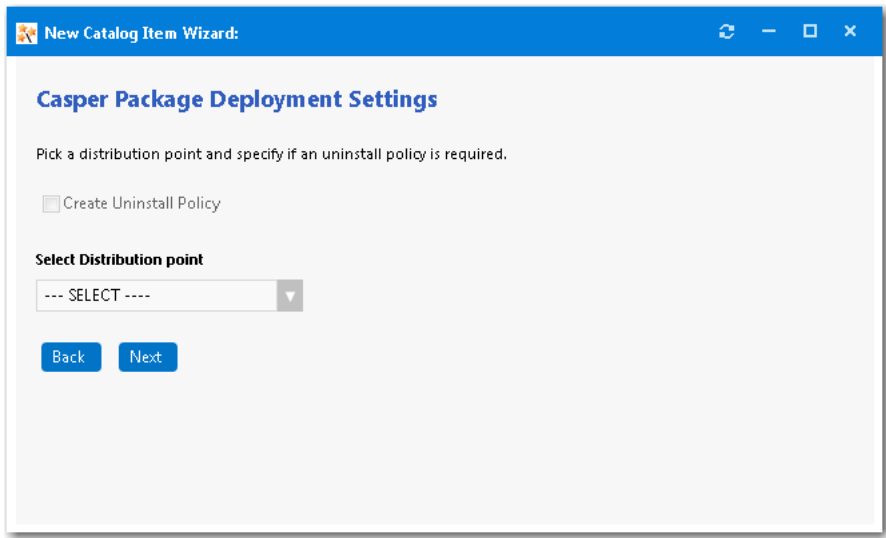 New Catalog Item Wizard:
Casper Package Deployment Settings
Pick a distribution point and specify if an uninstall policy is required.
Create Uninstall Policy
Select Distribution point
--- SELECT ----
Back Next